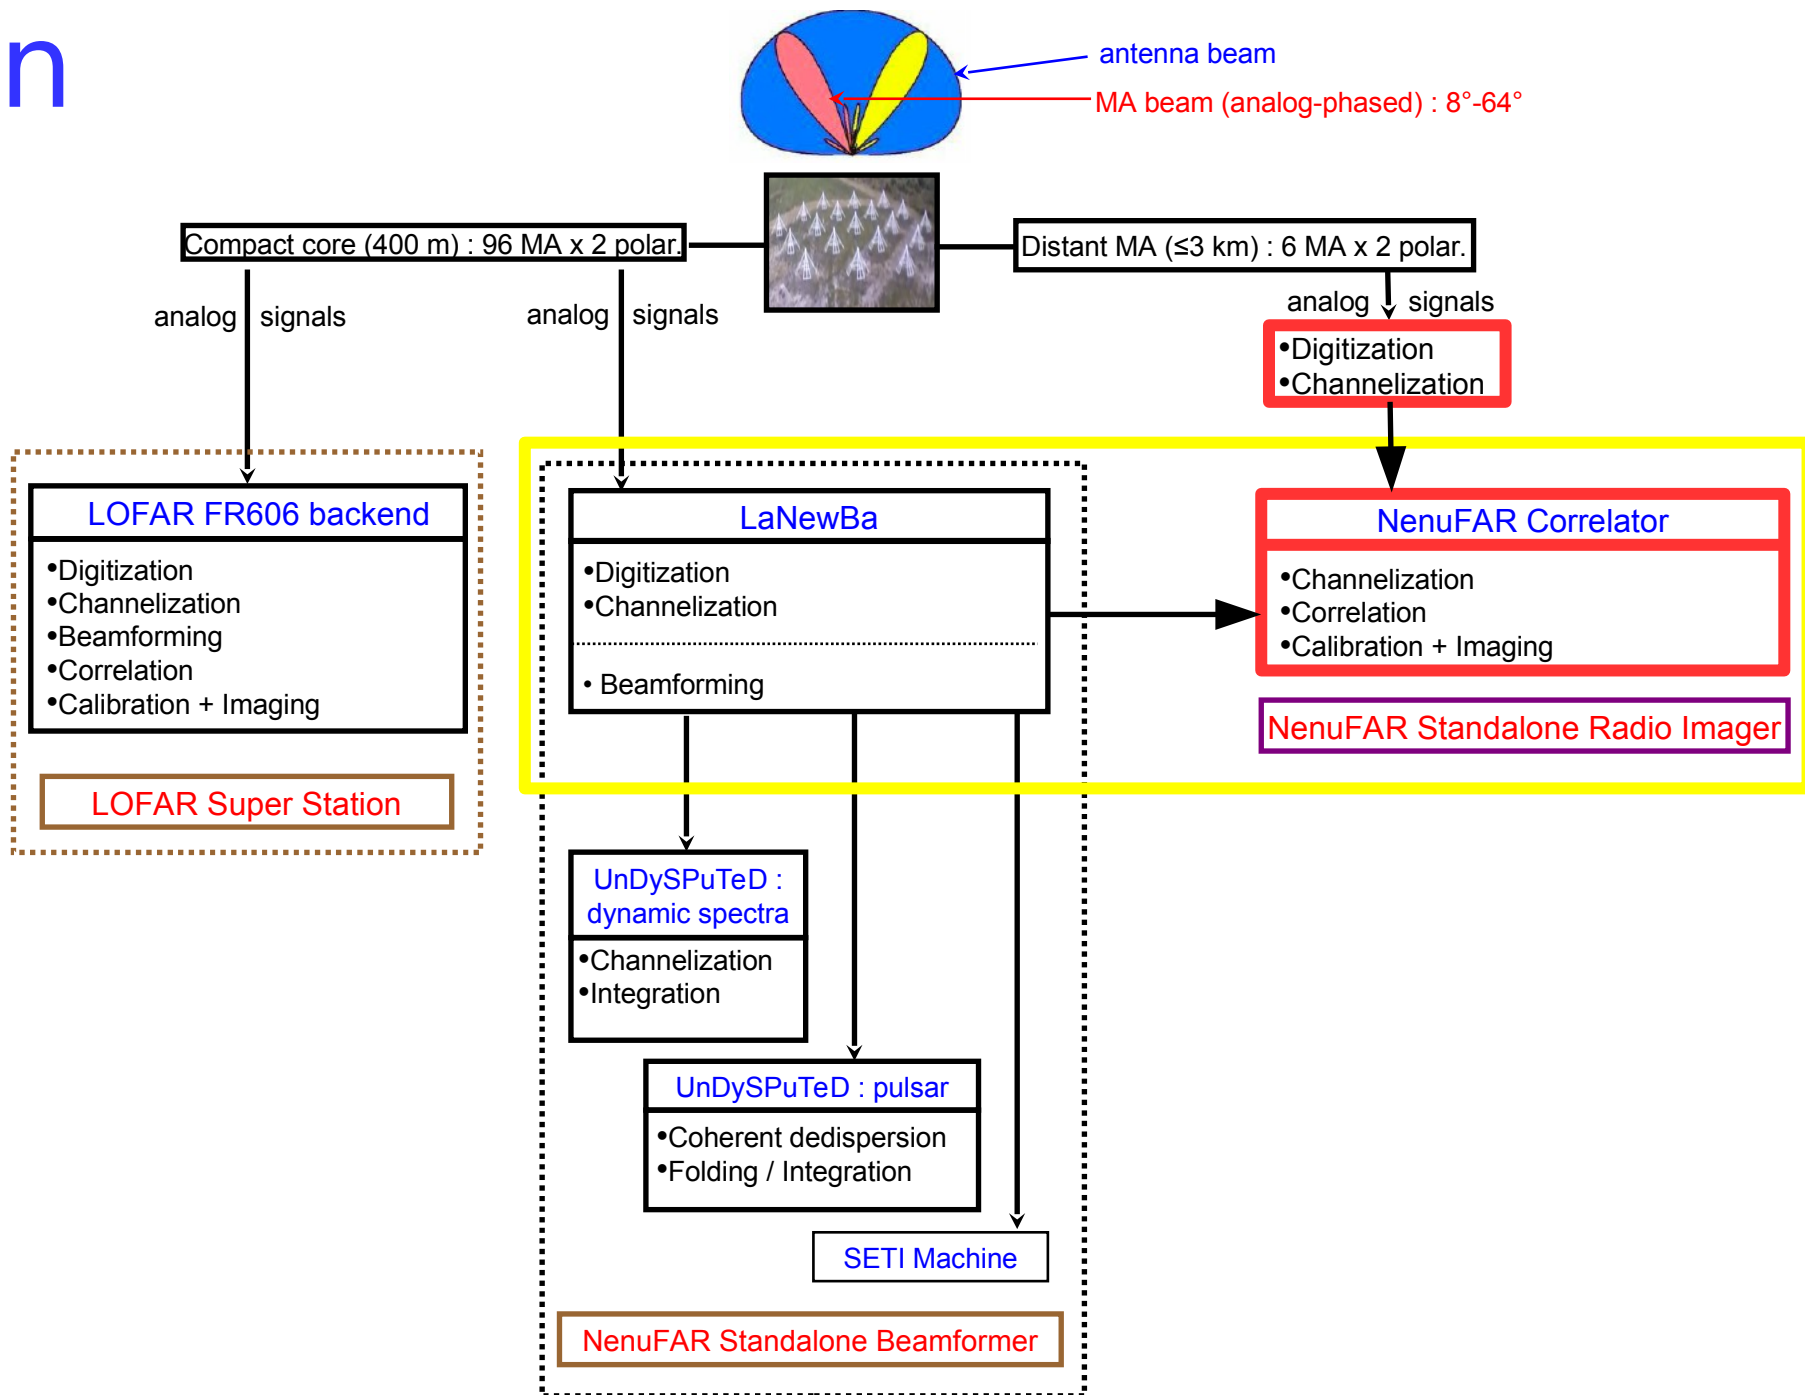 n
antenna beam
MA beam (analog-phased) : 8°-64°
Compact core (400 m) : 96 MA x 2 polar.
Distant MA (≤3 km) : 6 MA x 2 polar.
analog signals
analog signals
analog signals
•Digitization
•Channelization
LOFAR FR606 backend
•Digitization
•Channelization
•Beamforming
•Correlation
•Calibration + Imaging
LOFAR Super Station
LaNewBa
•Digitization
•Channelization
• Beamforming
NenuFAR Correlator
•Channelization
•Correlation
•Calibration + Imaging
NenuFAR Standalone Radio Imager
UnDySPuTeD :
dynamic spectra
•Channelization
•Integration
UnDySPuTeD : pulsar
•Coherent dedispersion
•Folding / Integration
SETI Machine
NenuFAR Standalone Beamformer